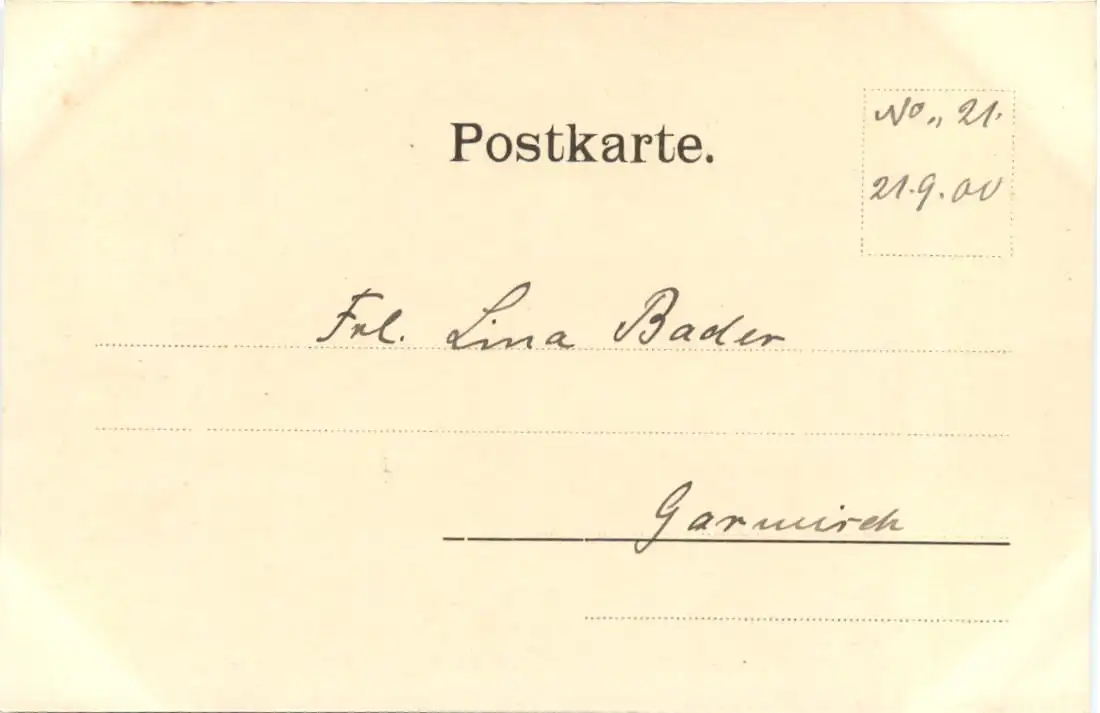 Postkarte.
No„ 21.
21.9.00
Frl. Lina Bader
Garmisch